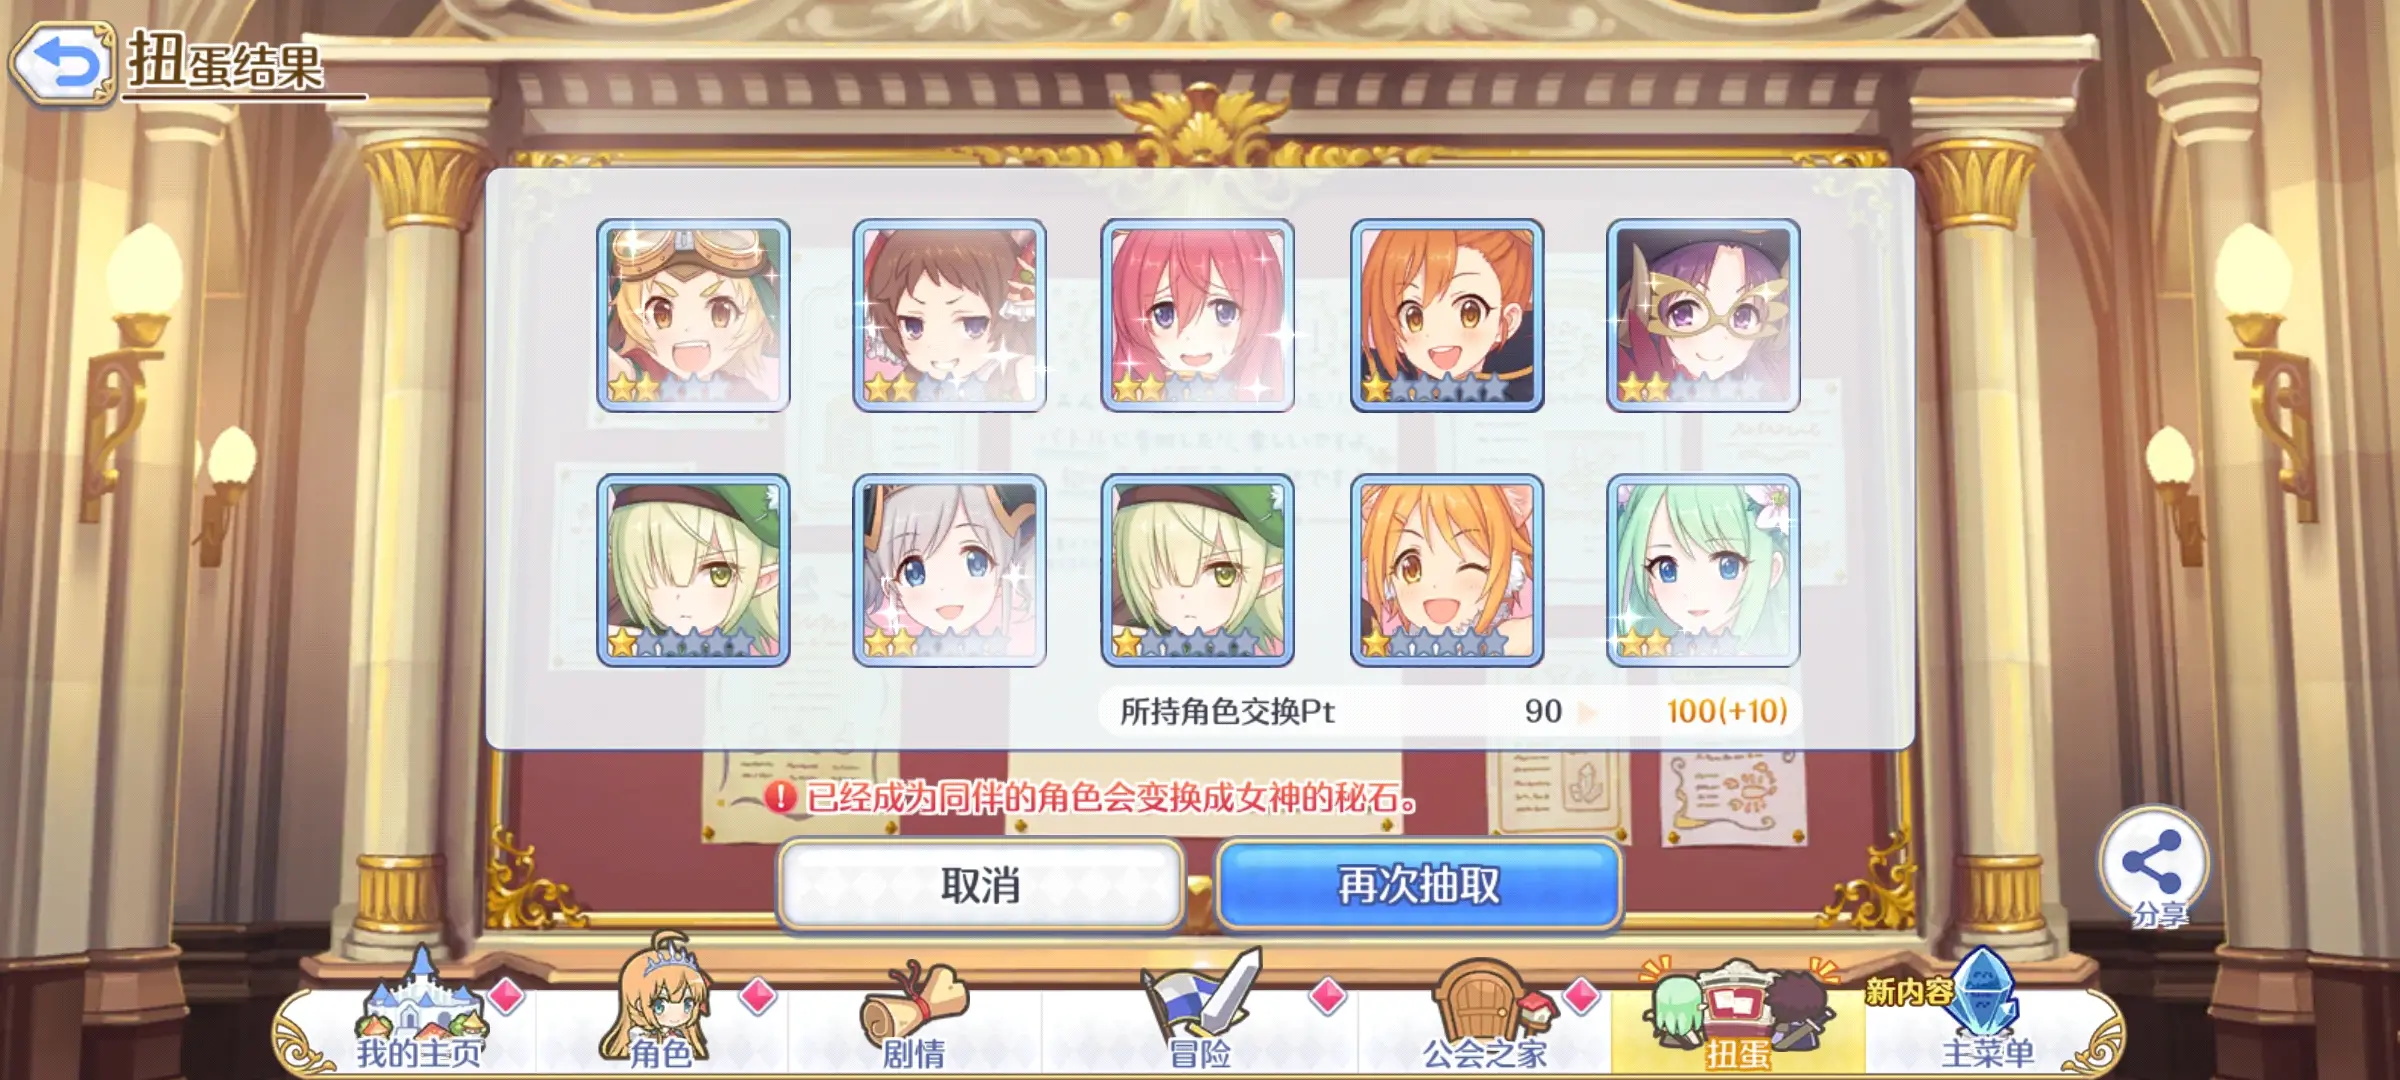 扭蛋结果
所持角色交换Pt 90 100(+10)
已经成为同伴的角色会变换成女神的秘石。
取消 再次抽取
分享
新内容
我的主页 角色 剧情 冒险 公会之家 扭蛋 主菜单